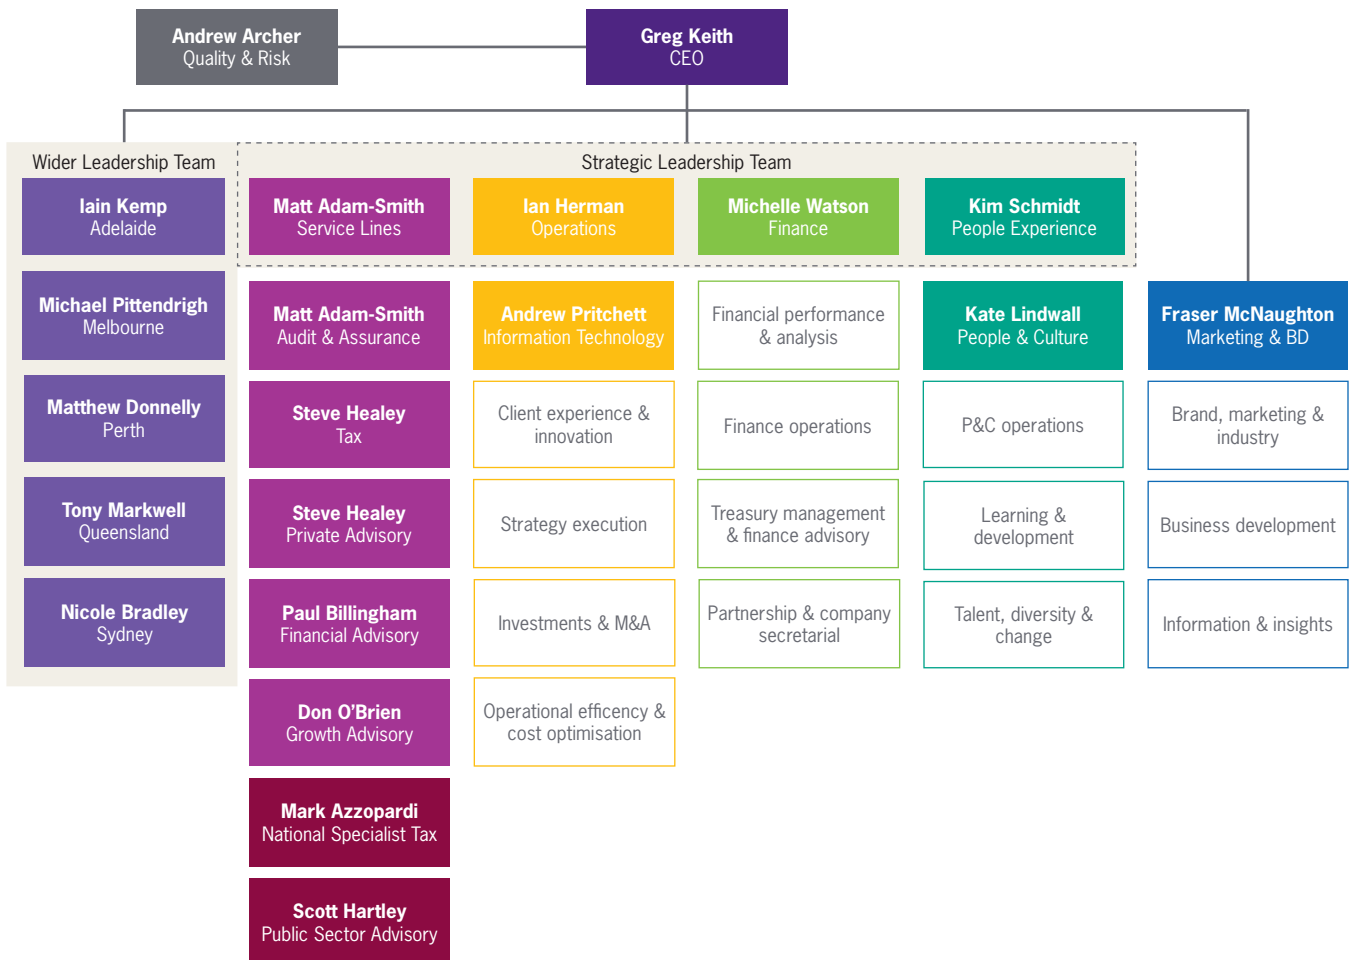 Andrew Archer
Quality & Risk
Greg Keith
CEO
Wider Leadership Team
Iain Kemp
Adelaide
Michael Pittendrigh
Melbourne
Matthew Donnelly
Perth
Tony Markwell
Queensland
Nicole Bradley
Sydney
Strategic Leadership Team
Matt Adam-Smith
Service Lines
Matt Adam-Smith
Audit & Assurance
Steve Healey
Tax
Steve Healey
Private Advisory
Paul Billingham
Financial Advisory
Don O'Brien
Growth Advisory
Mark Azzopardi
National Specialist Tax
Scott Hartley
Public Sector Advisory
Ian Herman
Operations
Andrew Pritchett
Information Technology
Client experience &
innovation
Strategy execution
Investments & M&A
Operational efficency &
cost optimisation
Michelle Watson
Finance
Financial performance
& analysis
Finance operations
Treasury management
& finance advisory
Partnership & company
secretarial
Kim Schmidt
People Experience
Kate Lindwall
People & Culture
P&C operations
Learning &
development
Talent, diversity &
change
Fraser McNaughton
Marketing & BD
Brand, marketing &
industry
Business development
Information & insights